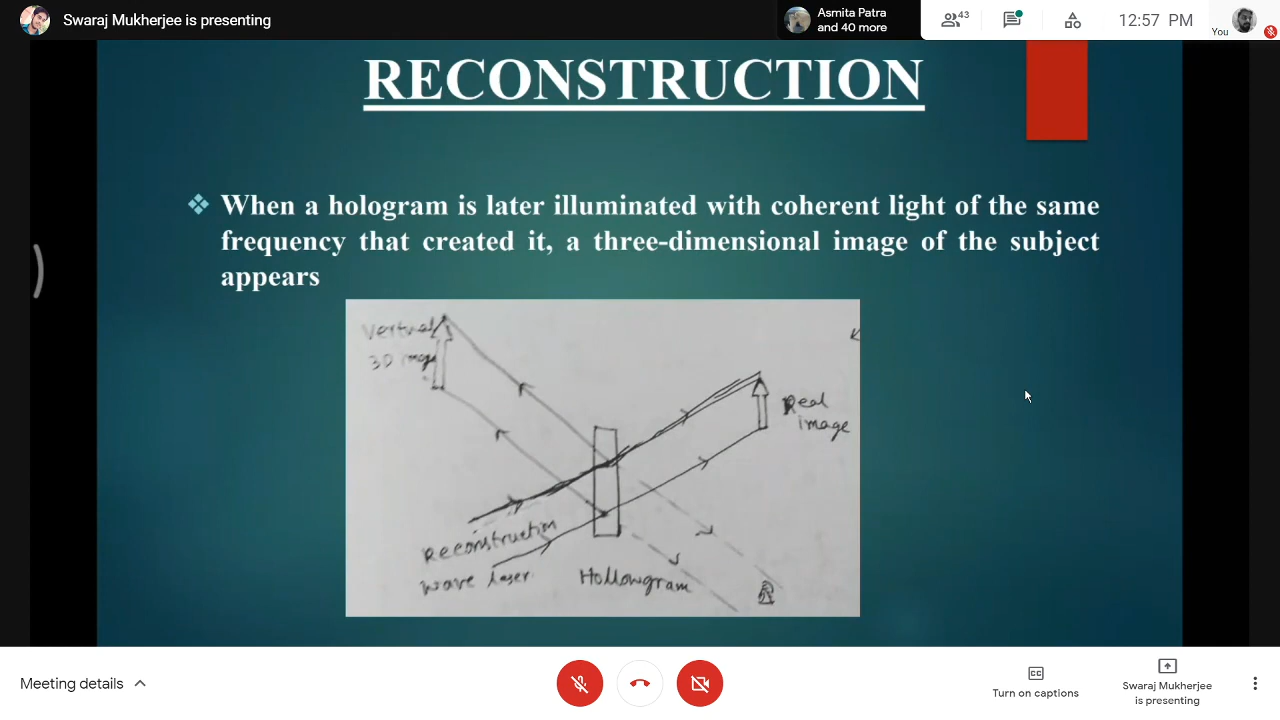 Swaraj Mukherjee is presenting
Asmita Patra
and 40 more
43
12:57 PM
You
RECONSTRUCTION
When a hologram is later illuminated with coherent light of the same
frequency that created it, a three-dimensional image of the subject
appears
Vertual
3D image
Real
image
Reconstruction
wave laser.
Hollowgram
Meeting details
CC
Turn on captions
Swaraj Mukherjee
is presenting